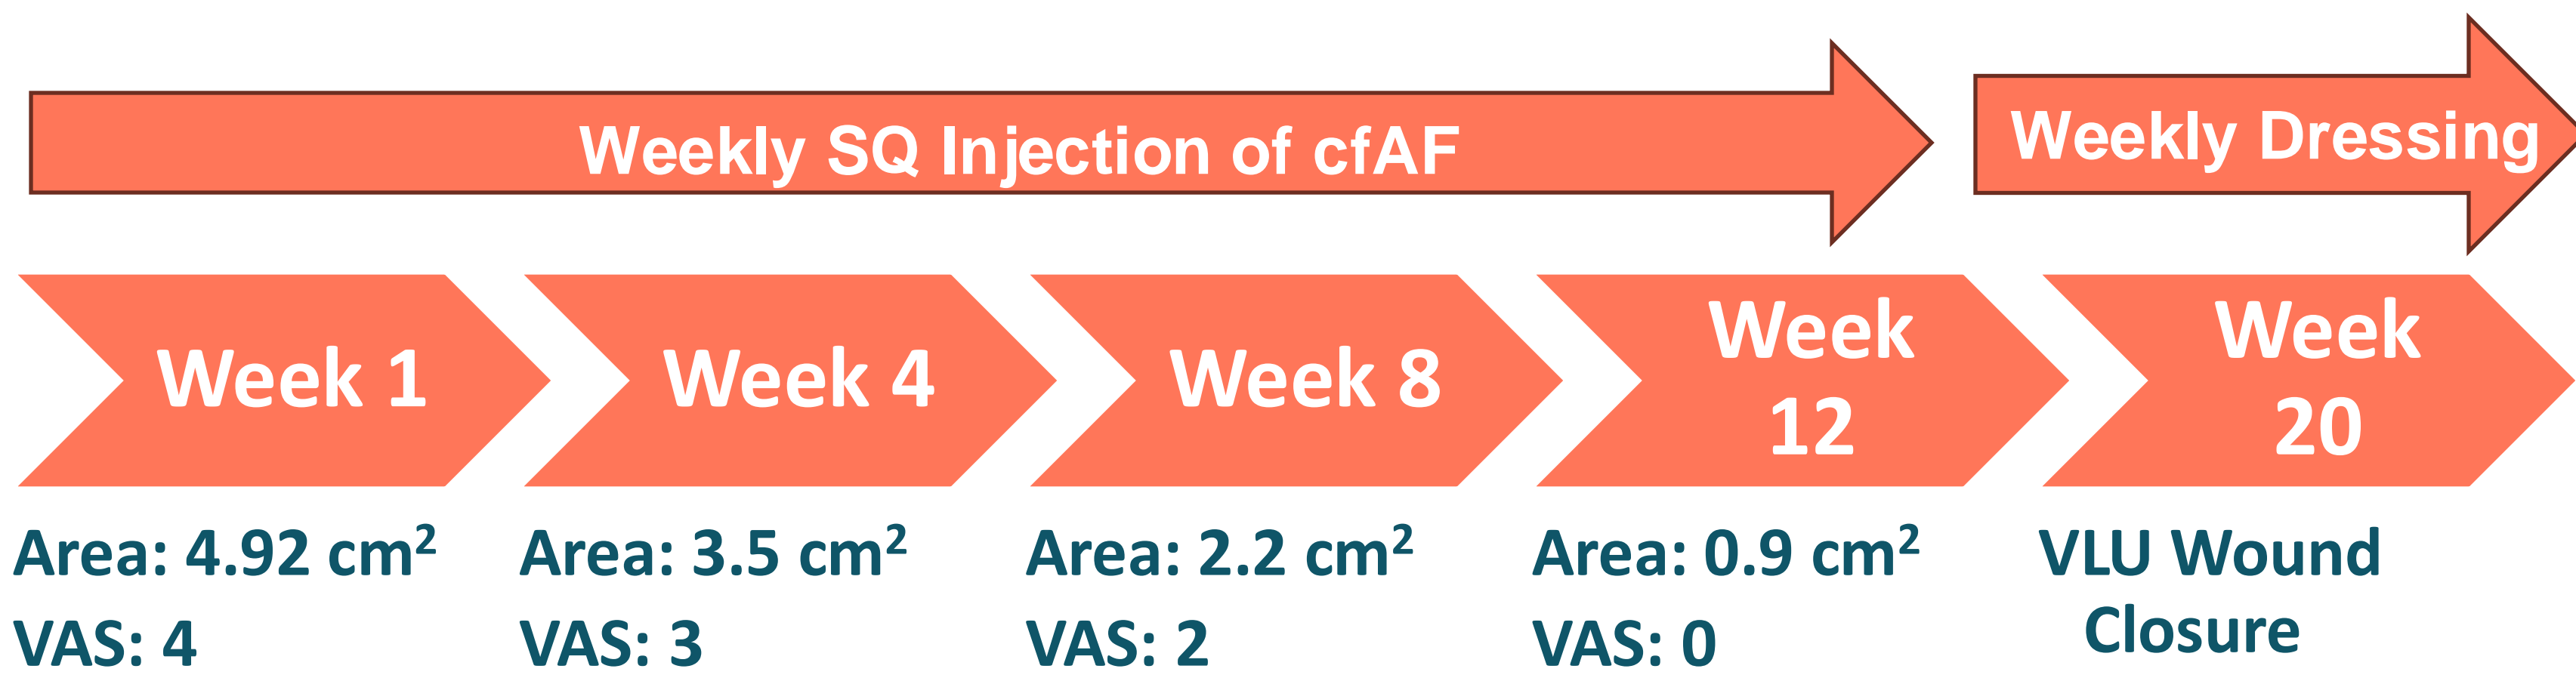 Weekly SQ Injection of cfAF
Weekly Dressing
Week 1
Week 4
Week 8
Week
12
Week
20
Area: 4.92 cm²
VAS: 4
Area: 3.5 cm²
VAS: 3
Area: 2.2 cm²
VAS: 2
Area: 0.9 cm²
VAS: 0
VLU Wound
Closure